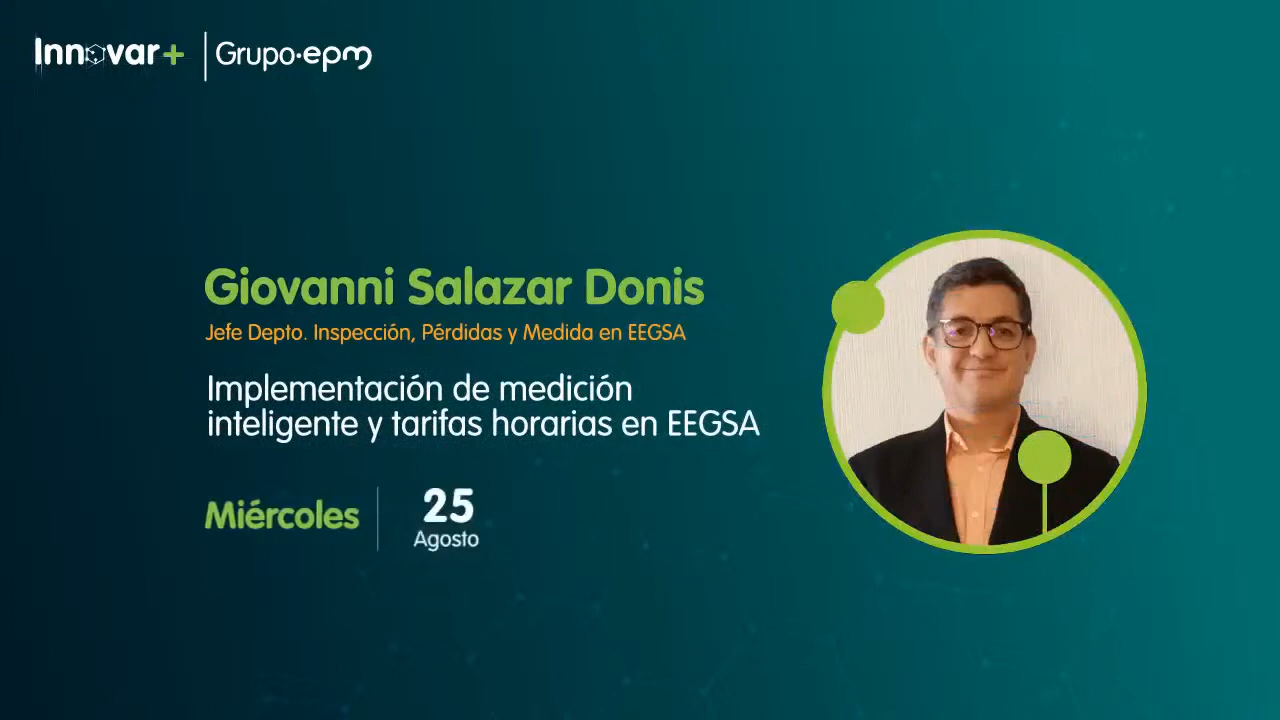 Innovar+ Grupo·epm
Giovanni Salazar Donis
Jefe Depto. Inspección, Pérdidas y Medida en EEGSA
Implementación de medición
inteligente y tarifas horarias en EEGSA
Miércoles
25
Agosto